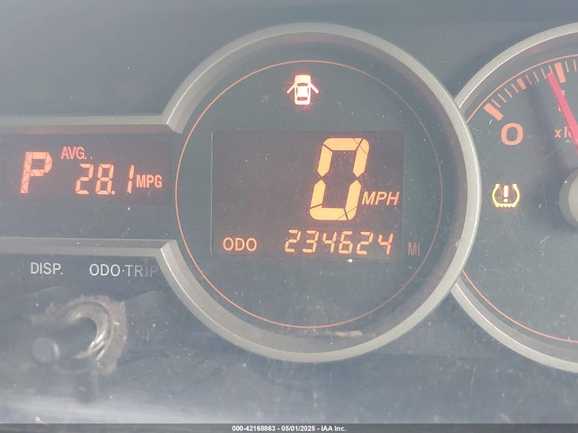 P AVG. 28.1 MPG
0 MPH
ODO 234624 MI
0
DISP. ODO·TRIP
000-42168863 - 05/01/2025 - IAA Inc.